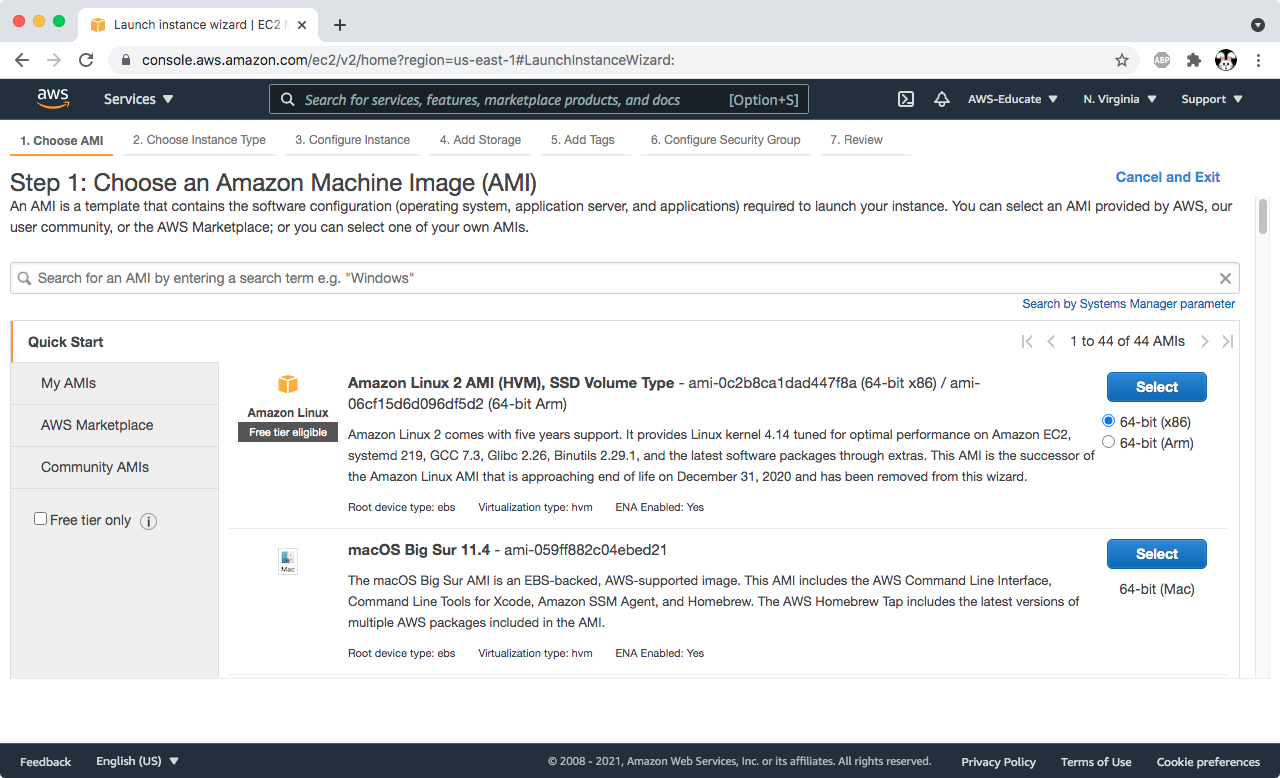 Launch instance wizard | EC2
console.aws.amazon.com/ec2/v2/home?region=us-east-1#LaunchInstanceWizard:
ABP
aws Services Search for services, features, marketplace products, and docs [Option+S] AWS-Educate N. Virginia Support
1. Choose AMI 2. Choose Instance Type 3. Configure Instance 4. Add Storage 5. Add Tags 6. Configure Security Group 7. Review
Step 1: Choose an Amazon Machine Image (AMI)
Cancel and Exit
An AMI is a template that contains the software configuration (operating system, application server, and applications) required to launch your instance. You can select an AMI provided by AWS, our
user community, or the AWS Marketplace; or you can select one of your own AMIs.
Search for an AMI by entering a search term e.g. "Windows"
Search by Systems Manager parameter
Quick Start
1 to 44 of 44 AMIs
My AMIs
AWS Marketplace
Community AMIs
Free tier only
Amazon Linux
Free tier eligible
Amazon Linux 2 AMI (HVM), SSD Volume Type - ami-0c2b8ca1dad447f8a (64-bit x86) / ami-
06cf15d6d096df5d2 (64-bit Arm)
Amazon Linux 2 comes with five years support. It provides Linux kernel 4.14 tuned for optimal performance on Amazon EC2,
systemd 219, GCC 7.3, Glibc 2.26, Binutils 2.29.1, and the latest software packages through extras. This AMI is the successor of
the Amazon Linux AMI that is approaching end of life on December 31, 2020 and has been removed from this wizard.
Root device type: ebs Virtualization type: hvm ENA Enabled: Yes
Select
64-bit (x86)
64-bit (Arm)
Mac
macOS Big Sur 11.4 - ami-059ff882c04ebed21
The macOS Big Sur AMI is an EBS-backed, AWS-supported image. This AMI includes the AWS Command Line Interface,
Command Line Tools for Xcode, Amazon SSM Agent, and Homebrew. The AWS Homebrew Tap includes the latest versions of
multiple AWS packages included in the AMI.
Root device type: ebs Virtualization type: hvm ENA Enabled: Yes
Select
64-bit (Mac)
Feedback English (US) © 2008 - 2021, Amazon Web Services, Inc. or its affiliates. All rights reserved. Privacy Policy Terms of Use Cookie preferences